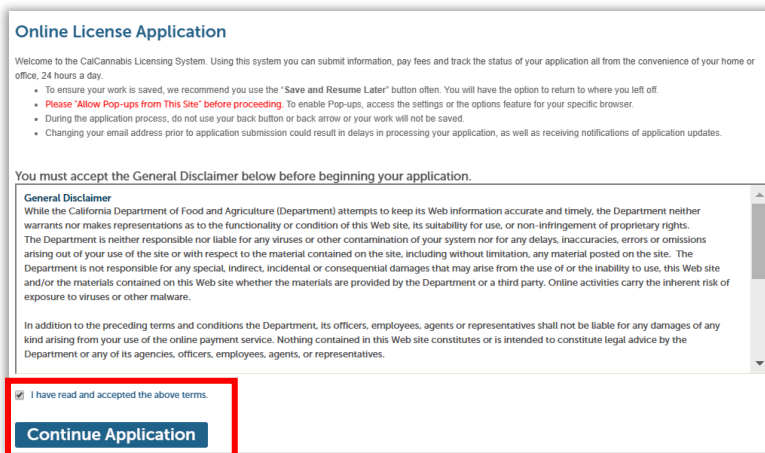 Online License Application
Welcome to the CalCannabis Licensing System. Using this system you can submit information, pay fees and track the status of your application all from the convenience of your home or
office, 24 hours a day.
• To ensure your work is saved, we recommend you use the "Save and Resume Later" button often. You will have the option to return to where you left off.
• Please "Allow Pop-ups from This Site" before proceeding. To enable Pop-ups, access the settings or the options feature for your specific browser.
• During the application process, do not use your back button or back arrow or your work will not be saved.
• Changing your email address prior to application submission could result in delays in processing your application, as well as receiving notifications of application updates.
You must accept the General Disclaimer below before beginning your application.
General Disclaimer
While the California Department of Food and Agriculture (Department) attempts to keep its Web information accurate and timely, the Department neither
warrants nor makes representations as to the functionality or condition of this Web site, its suitability for use, or non-infringement of proprietary rights.
The Department is neither responsible nor liable for any viruses or other contamination of your system nor for any delays, inaccuracies, errors or omissions
arising out of your use of the site or with respect to the material contained on the site, including without limitation, any material posted on the site. The
Department is not responsible for any special, indirect, incidental or consequential damages that may arise from the use of or the inability to use, this Web site
and/or the materials contained on this Web site whether the materials are provided by the Department or a third party. Online activities carry the inherent risk of
exposure to viruses or other malware.
In addition to the preceding terms and conditions the Department, its officers, employees, agents or representatives shall not be liable for any damages of any
kind arising from your use of the online payment service. Nothing contained in this Web site constitutes or is intended to constitute legal advice by the
Department or any of its agencies, officers, employees, agents, or representatives.
I have read and accepted the above terms.
Continue Application